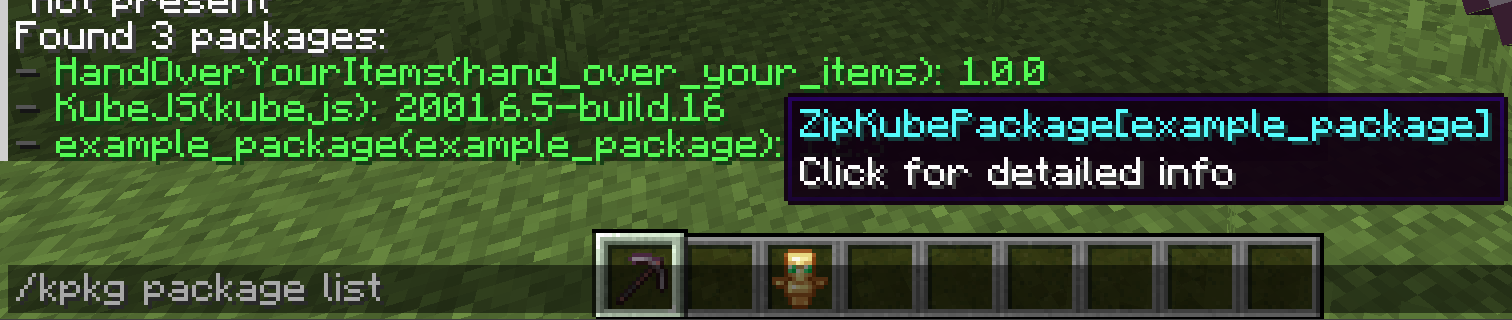 not present
Found 3 packages:
- HandOverYourItems(hand_over_your_items): 1.0.0
- KubeJS(kubejs): 2001.6.5-build.16
- example_package(example_package):
ZipKubePackage[example_package]
Click for detailed info
/kpkg package list